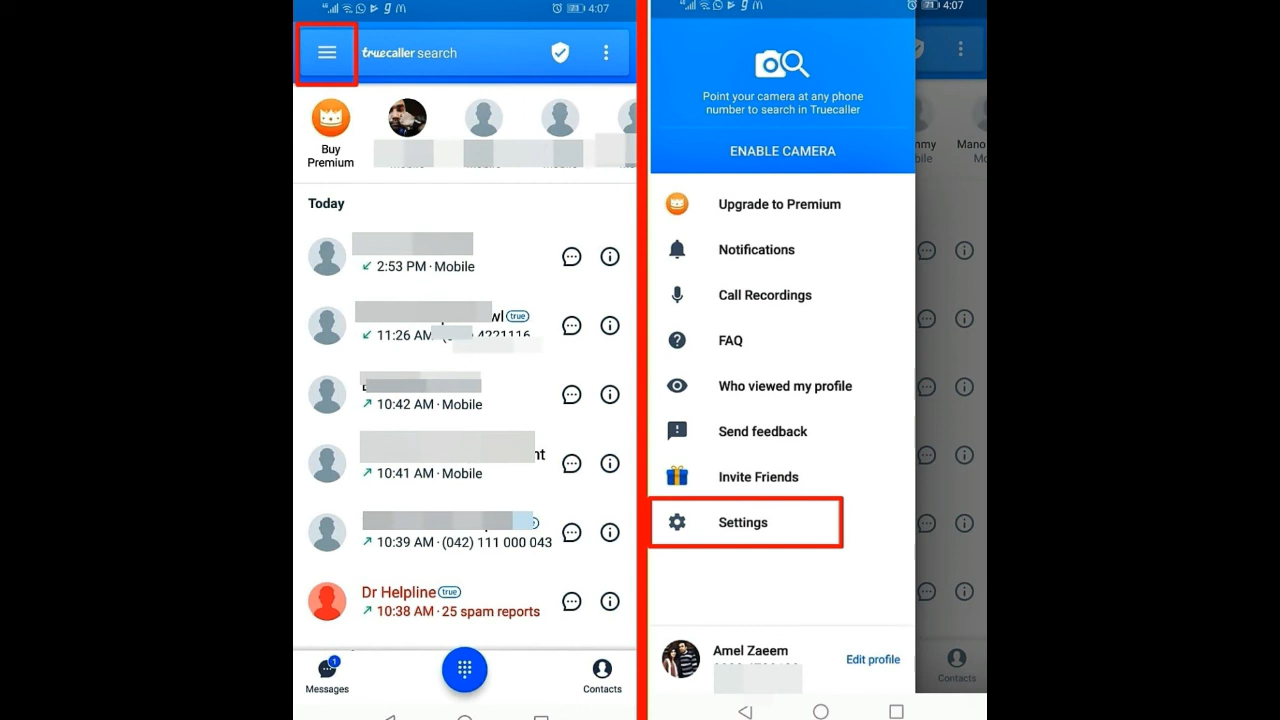 4:07
truecaller search
Buy
Premium
Today
2:53 PM · Mobile
true
11:26 AM 4221116
10:42 AM · Mobile
10:41 AM · Mobile
10:39 AM · (042) 111 000 043
Dr Helpline true
10:38 AM · 25 spam reports
1
Messages
Contacts
4:07
Point your camera at any phone
number to search in Truecaller
ENABLE CAMERA
Mano
Upgrade to Premium
Notifications
Call Recordings
FAQ
Who viewed my profile
Send feedback
Invite Friends
Settings
Amel Zaeem
Edit profile
Contacts